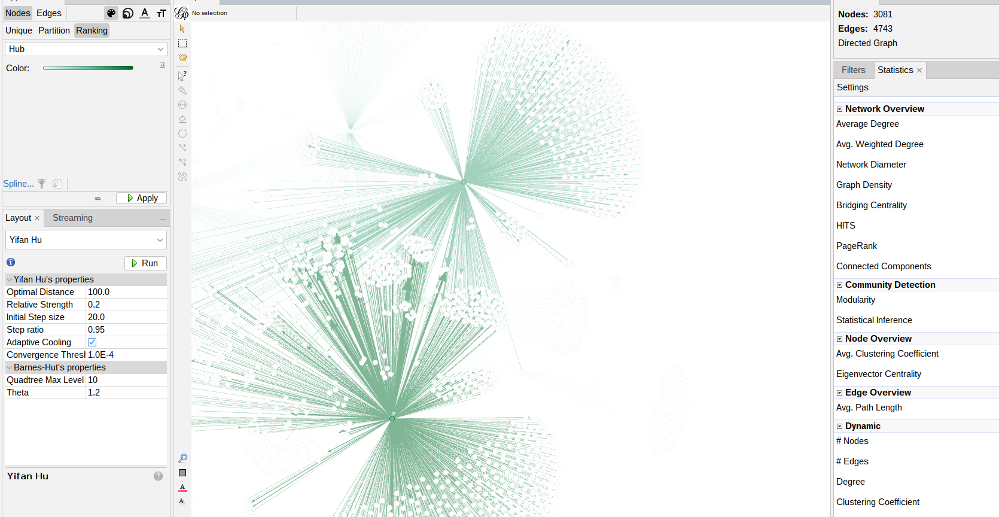 Nodes Edges A TT
Unique Partition Ranking
Hub
Color:
Spline...
Apply
Layout × Streaming
Yifan Hu
Run
Yifan Hu's properties
Optimal Distance 100.0
Relative Strength 0.2
Initial Step size 20.0
Step ratio 0.95
Adaptive Cooling
Convergence Thresl 1.0E-4
Barnes-Hut's properties
Quadtree Max Level 10
Theta 1.2
Yifan Hu
No selection
A
A
Nodes: 3081
Edges: 4743
Directed Graph
Filters Statistics ×
Settings
Network Overview
Average Degree
Avg. Weighted Degree
Network Diameter
Graph Density
Bridging Centrality
HITS
PageRank
Connected Components
Community Detection
Modularity
Statistical Inference
Node Overview
Avg. Clustering Coefficient
Eigenvector Centrality
Edge Overview
Avg. Path Length
Dynamic
# Nodes
# Edges
Degree
Clustering Coefficient